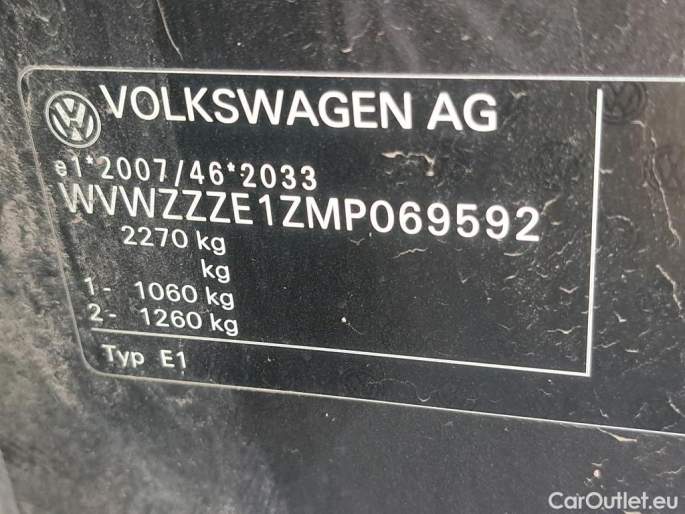 VOLKSWAGEN AG
e1*2007/46*2033
WVWZZZE1ZMP069592
2270 kg
kg
1- 1060 kg
2- 1260 kg
Typ E1
CarOutlet.eu